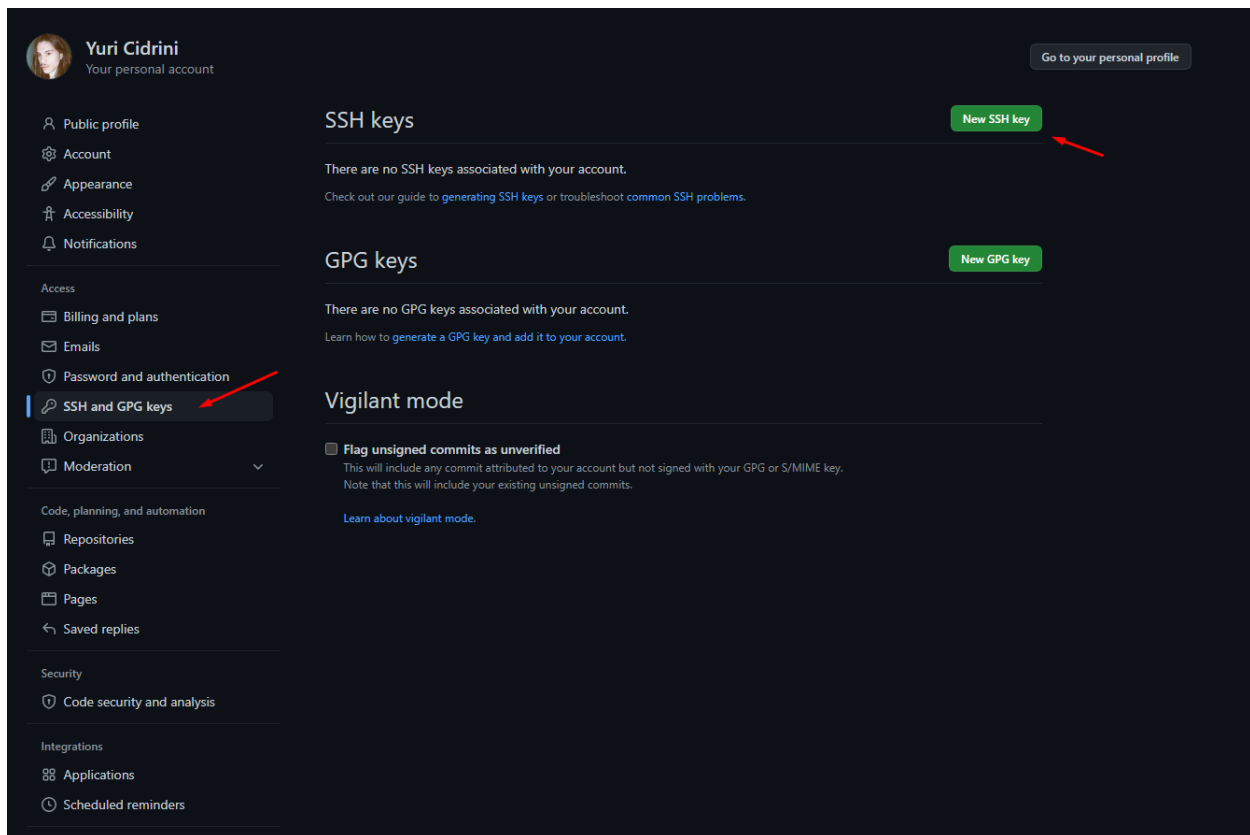 Yuri Cidrini
Your personal account
Go to your personal profile
Public profile
Account
Appearance
Accessibility
Notifications
Access
Billing and plans
Emails
Password and authentication
SSH and GPG keys
Organizations
Moderation
Code, planning, and automation
Repositories
Packages
Pages
Saved replies
Security
Code security and analysis
Integrations
Applications
Scheduled reminders
SSH keys
New SSH key
There are no SSH keys associated with your account.
Check out our guide to generating SSH keys or troubleshoot common SSH problems.
GPG keys
New GPG key
There are no GPG keys associated with your account.
Learn how to generate a GPG key and add it to your account.
Vigilant mode
Flag unsigned commits as unverified
This will include any commit attributed to your account but not signed with your GPG or S/MIME key.
Note that this will include your existing unsigned commits.
Learn about vigilant mode.